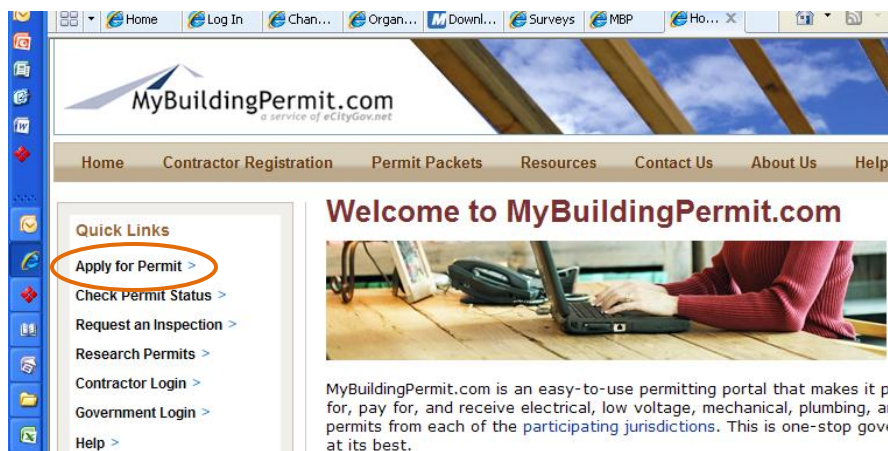 Home Log In Chan... Organ... Downl... Surveys MBP Ho... X
MyBuildingPermit.com
a service of eCityGov.net
Home Contractor Registration Permit Packets Resources Contact Us About Us Help
Quick Links
Apply for Permit >
Check Permit Status >
Request an Inspection >
Research Permits >
Contractor Login >
Government Login >
Help >
Welcome to MyBuildingPermit.com
MyBuildingPermit.com is an easy-to-use permitting portal that makes it p
for, pay for, and receive electrical, low voltage, mechanical, plumbing, a
permits from each of the participating jurisdictions. This is one-stop gove
at its best.